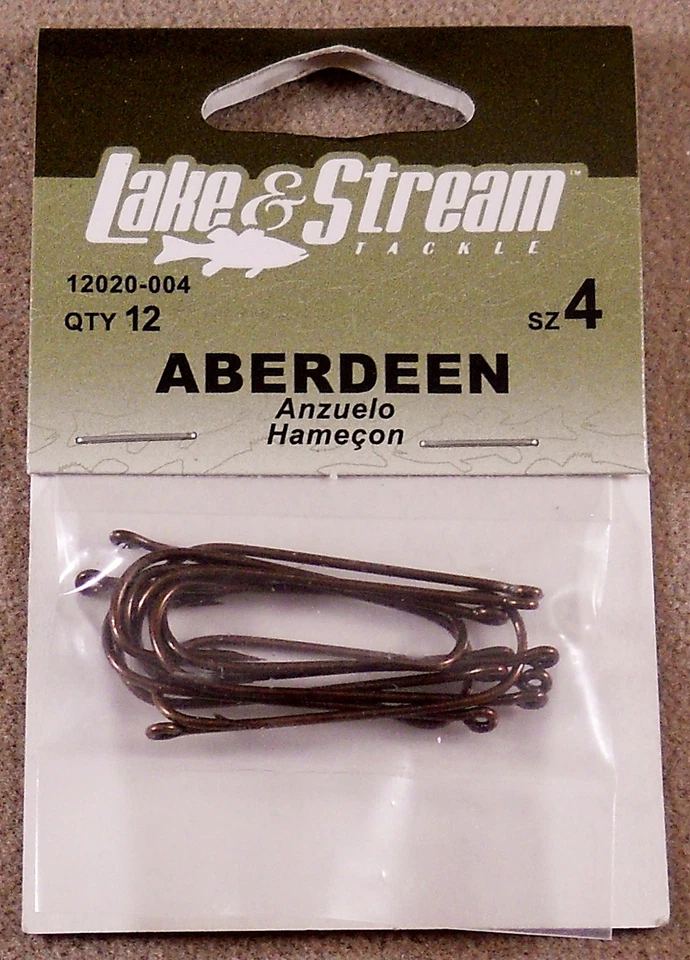 Lake & Stream™
TACKLE
12020-004
QTY 12
SZ 4
ABERDEEN
Anzuelo
Hameçon